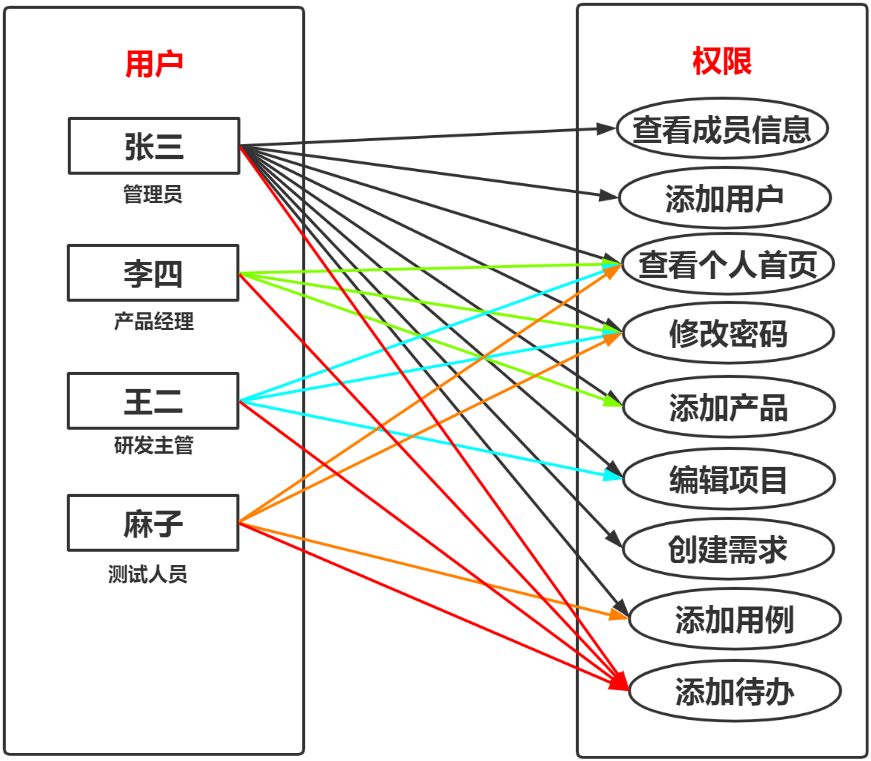 用户
张三
管理员
李四
产品经理
王二
研发主管
麻子
测试人员
权限
查看成员信息
添加用户
查看个人首页
修改密码
添加产品
编辑项目
创建需求
添加用例
添加待办